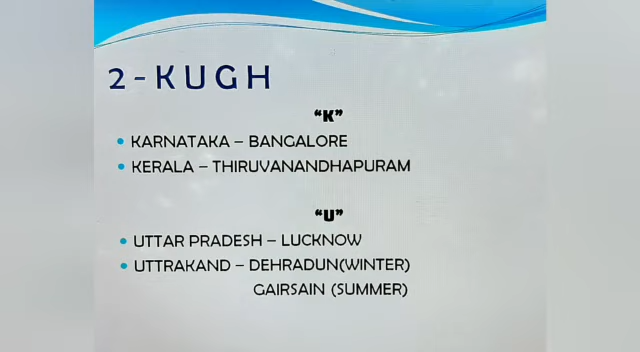 2-KUGH
“K”
KARNATAKA – BANGALORE
KERALA – THIRUVANANDHAPURAM
“U”
UTTAR PRADESH – LUCKNOW
UTTRAKAND – DEHRADUN(WINTER)
GAIRSAIN (SUMMER)